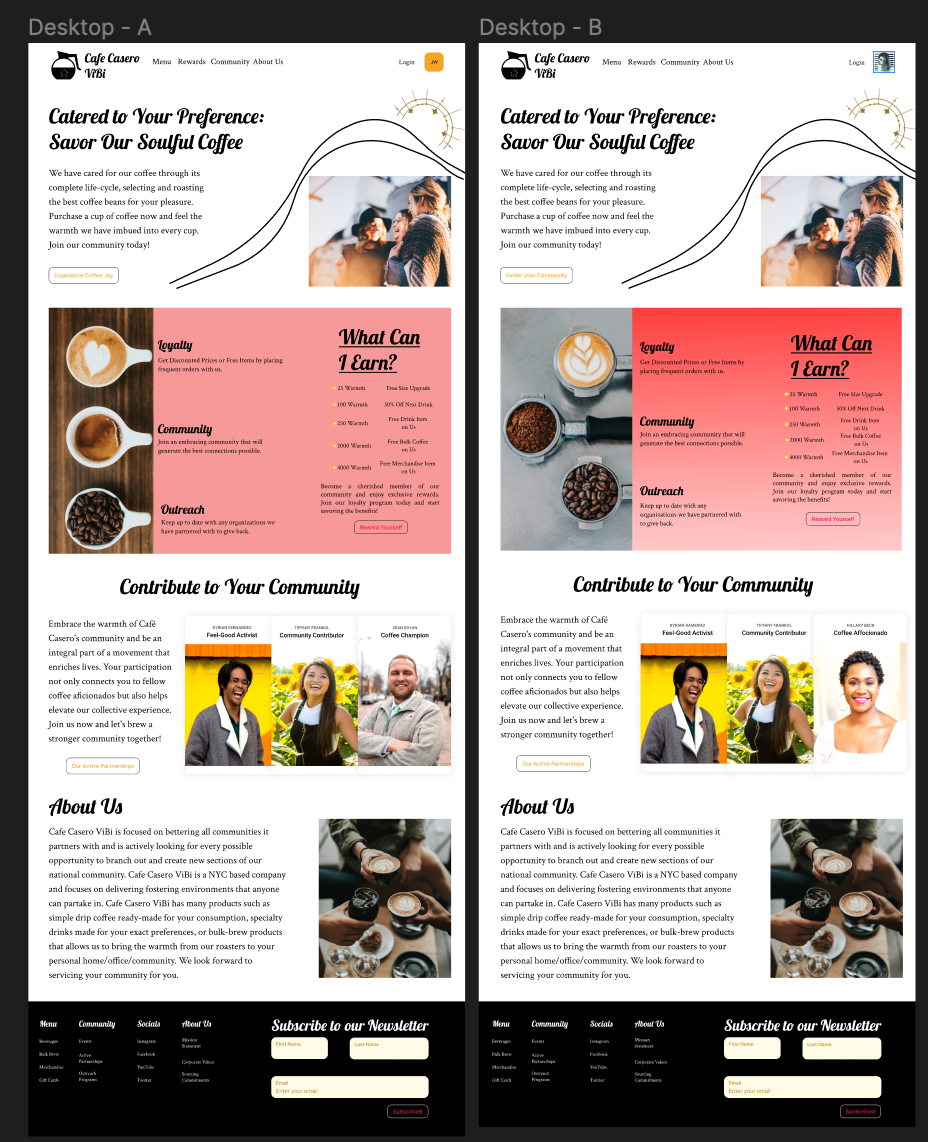 Desktop - A
Cafe Casero
ViBi
Menu Rewards Community About Us
Login
JW
Catered to Your Preference:
Savor Our Soulful Coffee
We have cared for our coffee through its
complete life-cycle, selecting and roasting
the best coffee beans for your pleasure.
Purchase a cup of coffee now and feel the
warmth we have imbued into every cup.
Join our community today!
Experience Coffee Joy
Loyalty
Get Discounted Prices or Free Items by placing
frequent orders with us.
Community
Join an embracing community that will
generate the best connections possible.
Outreach
Keep up to date with any organizations we
have partnered with to give back.
What Can
I Earn?
25 Warmth Free Size Upgrade
100 Warmth 50% Off Next Drink
250 Warmth Free Drink Item
on Us
2000 Warmth Free Bulk Coffee
on Us
4000 Warmth Free Merchandise Item
on Us
Become a cherished member of our
community and enjoy exclusive rewards.
Join our loyalty program today and start
savoring the benefits!
Reward Yourself
Contribute to Your Community
Embrace the warmth of Café
Casero's community and be an
integral part of a movement that
enriches lives. Your participation
not only connects you to fellow
coffee aficionados but also helps
elevate our collective experience.
Join us now and let's brew a
stronger community together!
Our Active Partnerships
KYRIAN FERNANDES
Feel-Good Activist
TIFFANY FRANKOL
Community Contributor
SEAN BOYAN
Coffee Champion
About Us
Cafe Casero ViBi is focused on bettering all communities it
partners with and is actively looking for every possible
opportunity to branch out and create new sections of our
national community. Cafe Casero ViBi is a NYC based company
and focuses on delivering fostering environments that anyone
can partake in. Cafe Casero ViBi has many products such as
simple drip coffee ready-made for your consumption, specialty
drinks made for your exact preferences, or bulk-brew products
that allows us to bring the warmth from our roasters to your
personal home/office/community. We look forward to
servicing your community for you.
Menu
Beverages
Bulk Brew
Merchandise
Gift Cards
Community
Events
Active
Partnerships
Outreach
Programs
Socials
Instagram
Facebook
YouTube
Twitter
About Us
Mission
Statement
Corporate Values
Sourcing
Commitments
Subscribe to our Newsletter
First Name
Last Name
Email
Enter your email
Subscribed
Desktop - B
Cafe Casero
ViBi
Menu Rewards Community About Us
Login
Catered to Your Preference:
Savor Our Soulful Coffee
We have cared for our coffee through its
complete life-cycle, selecting and roasting
the best coffee beans for your pleasure.
Purchase a cup of coffee now and feel the
warmth we have imbued into every cup.
Join our community today!
Finder your Community
Loyalty
Get Discounted Prices or Free Items by
placing frequent orders with us.
Community
Join an embracing community that will
generate the best connections possible.
Outreach
Keep up to date with any
organizations we have partnered with
to give back.
What Can
I Earn?
25 Warmth Free Size Upgrade
100 Warmth 50% Off Next Drink
250 Warmth Free Drink Item
on Us
2000 Warmth Free Bulk Coffee
on Us
4000 Warmth Free Merchandise Item
on Us
Become a cherished member of our
community and enjoy exclusive rewards.
Join our loyalty program today and start
savoring the benefits!
Reward Yourself
Contribute to Your Community
Embrace the warmth of Café
Casero's community and be an
integral part of a movement that
enriches lives. Your participation
not only connects you to fellow
coffee aficionados but also helps
elevate our collective experience.
Join us now and let's brew a
stronger community together!
Our Active Partnerships
KYRIAN RAMEREZ
Feel-Good Activist
TIFFANY FRANKOL
Community Contributor
HILLARY BECK
Coffee Affocionado
About Us
Cafe Casero ViBi is focused on bettering all communities it
partners with and is actively looking for every possible
opportunity to branch out and create new sections of our
national community. Cafe Casero ViBi is a NYC based company
and focuses on delivering fostering environments that anyone
can partake in. Cafe Casero ViBi has many products such as
simple drip coffee ready-made for your consumption, specialty
drinks made for your exact preferences, or bulk-brew products
that allows us to bring the warmth from our roasters to your
personal home/office/community. We look forward to
servicing your community for you.
Menu
Beverages
Bulk Brew
Merchandise
Gift Cards
Community
Events
Active
Partnerships
Outreach
Programs
Socials
Instagram
Facebook
YouTube
Twitter
About Us
Mission
Statement
Corporate Values
Sourcing
Commitments
Subscribe to our Newsletter
First Name
Last Name
Email
Enter your email
Subscribed